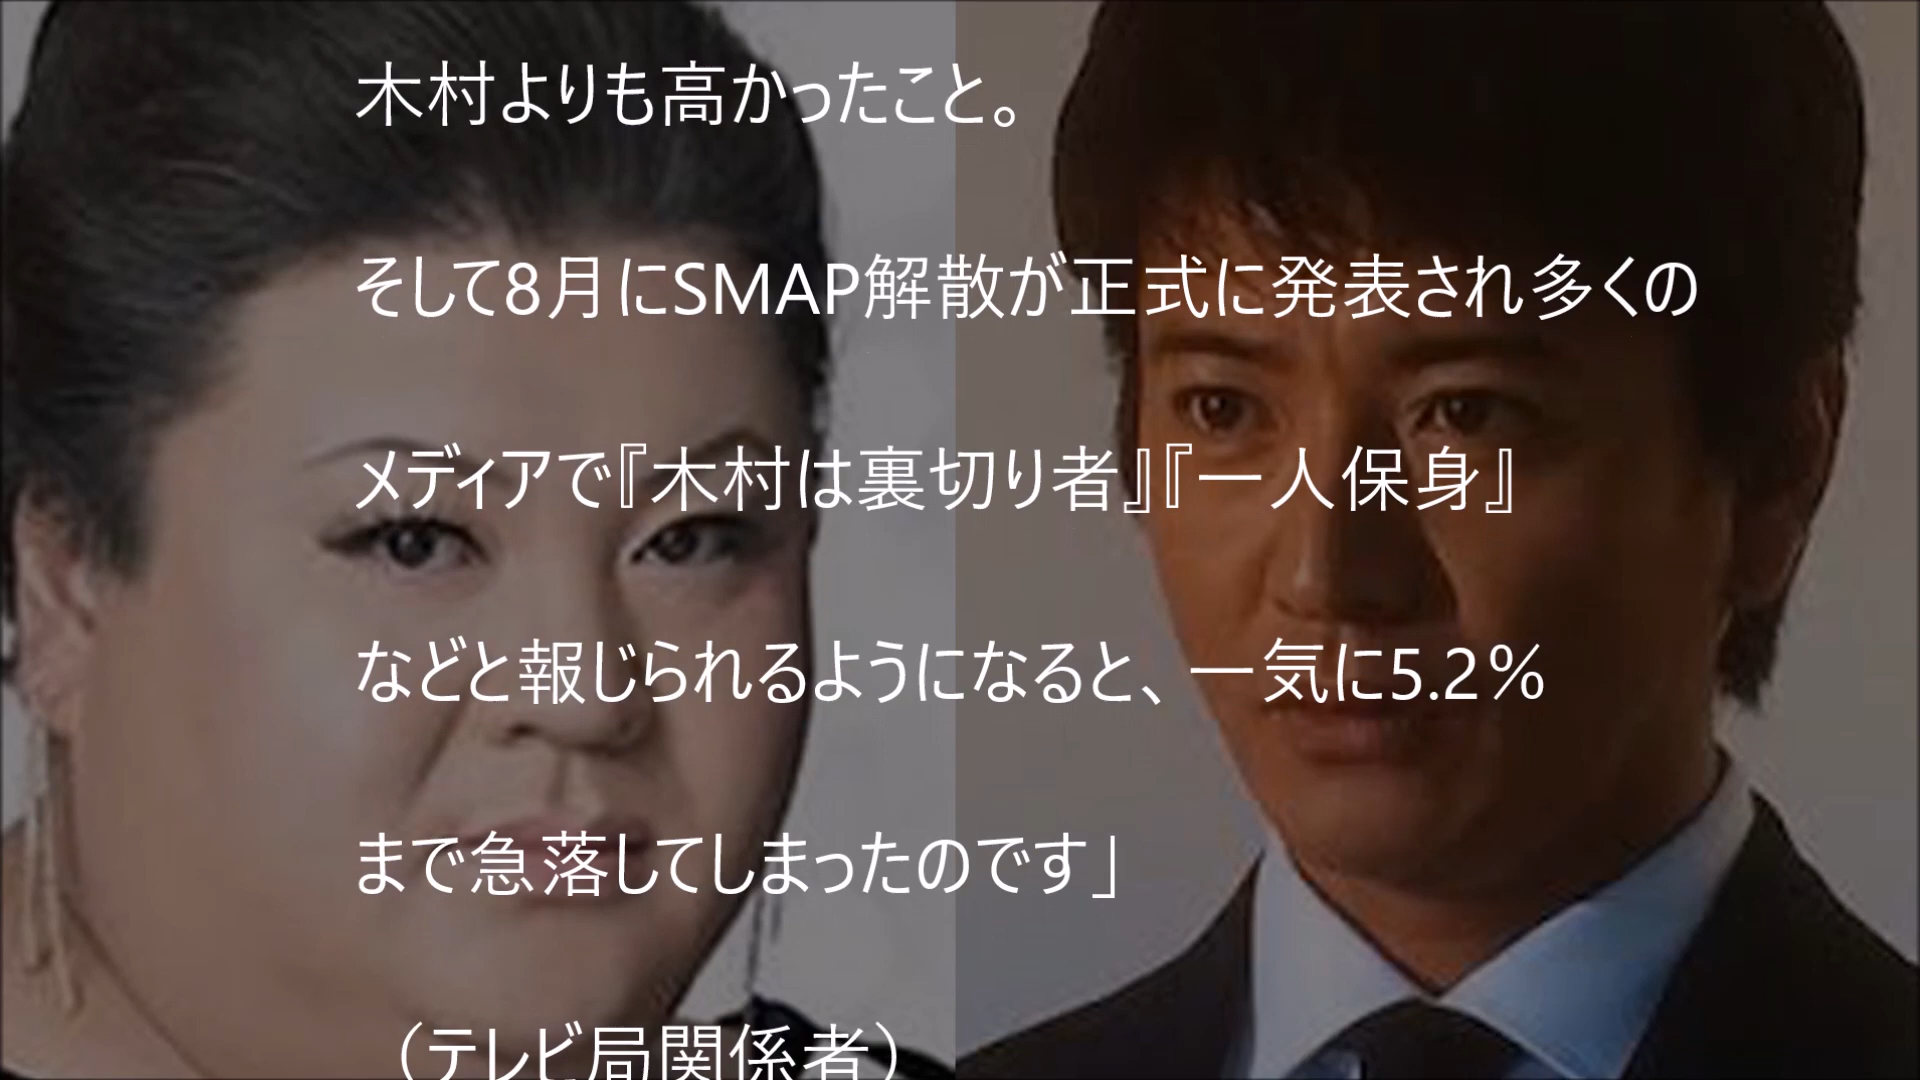 木村よりも高かったこと。
そして8月にSMAP解散が正式に発表され多くの
メディアで『木村は裏切り者』『一人保身』
などと報じられるようになると、一気に5.2％
まで急落してしまったのです」
（テレビ局関係者）